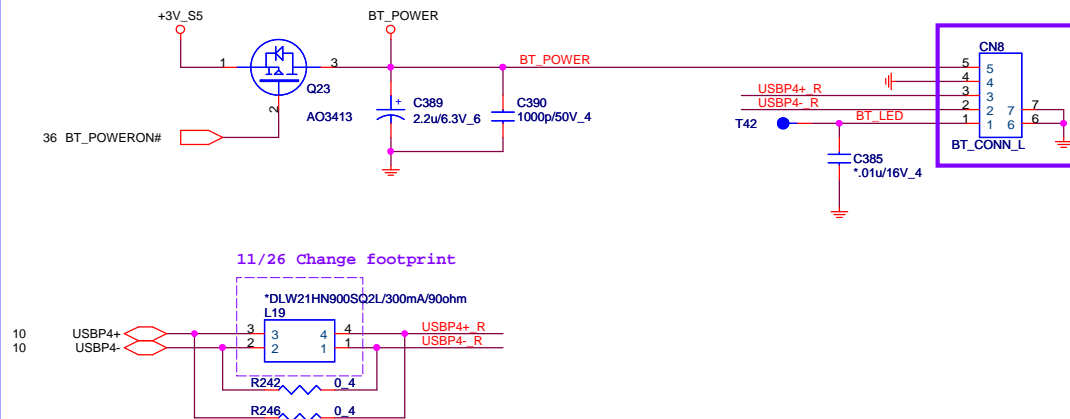 +3V_S5
BT_POWER
1
3
BT_POWER
Q23
2
AO3413
+
C389
2.2u/6.3V_6
C390
1000p/50V_4
36 BT_POWERON#
CN8
5 5
4 4
USBP4+_R 3 3
USBP4-_R 2 2 7 7
T42 BT_LED 1 1 6 6
BT_CONN_L
C385
*.01u/16V_4
11/26 Change footprint
*DLW21HN900SQ2L/300mA/90ohm
L19
10 USBP4+ 3 3 4 4 USBP4+_R
10 USBP4- 2 2 1 1 USBP4-_R
R242 0_4
R246 0_4